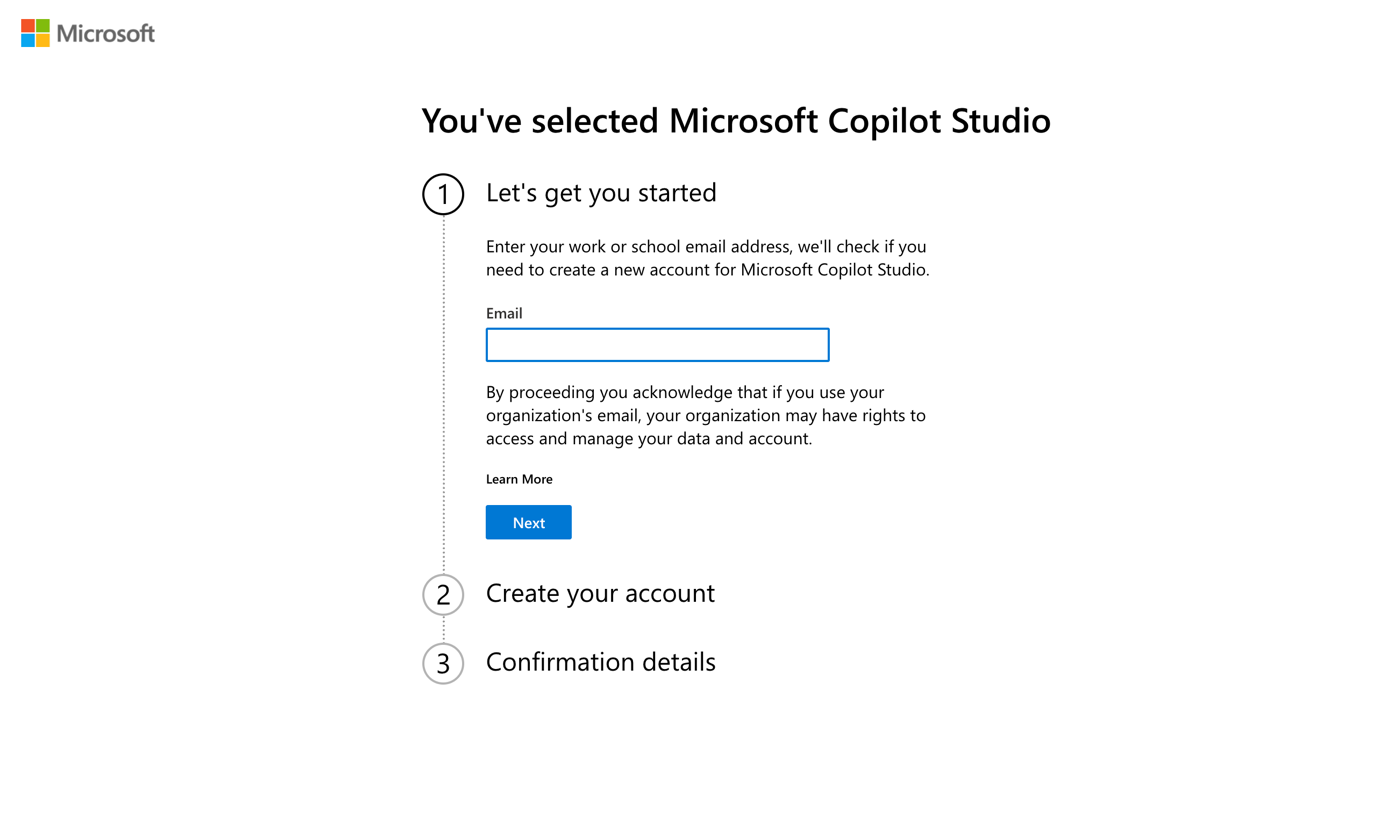 Microsoft
You've selected Microsoft Copilot Studio
1
Let's get you started
Enter your work or school email address, we'll check if you
need to create a new account for Microsoft Copilot Studio.
Email
By proceeding you acknowledge that if you use your
organization's email, your organization may have rights to
access and manage your data and account.
Learn More
Next
2
Create your account
3
Confirmation details